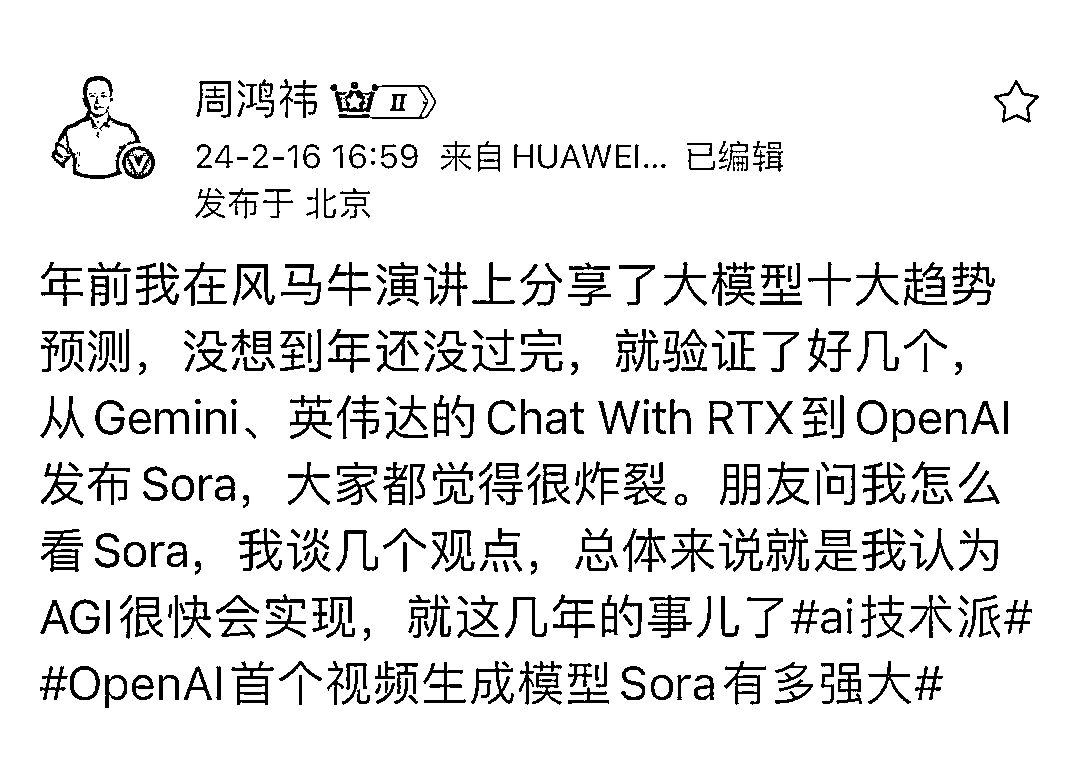 周鸿祎 II
24-2-16 16:59 来自 HUAWEI... 已编辑
发布于 北京
年前我在风马牛演讲上分享了大模型十大趋势
预测，没想到年还没过完，就验证了好几个，
从Gemini、英伟达的Chat With RTX到OpenAI
发布Sora，大家都觉得很炸裂。朋友问我怎么
看Sora，我谈几个观点，总体来说就是我认为
AGI很快会实现，就这几年的事儿了#ai技术派#
#OpenAI首个视频生成模型Sora有多强大#